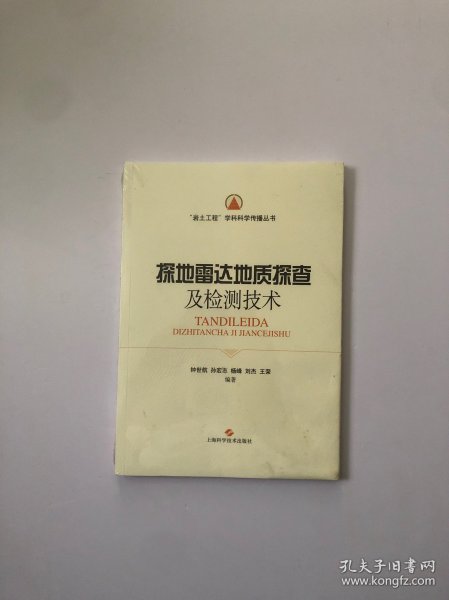 “岩土工程”学科科学传播丛书
探地雷达地质探查
及检测技术
TANDILEIDA
DIZHITANCHA JI JIANCEJISHU
钟世航 孙宏志 杨峰 刘杰 王荣
编著
上海科学技术出版社
孔夫子旧书网
www.kongfz.com